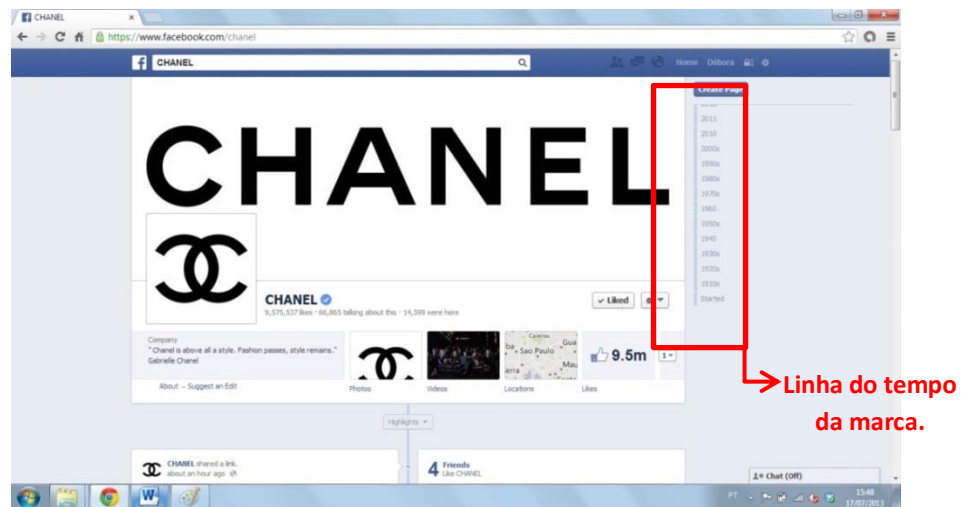 CHANEL
https://www.facebook.com/chanel
CHANEL
Home Débora
Create Page
2011
2010
2000s
1990s
1980s
1970s
1960
1950s
1945
1930s
1920s
1910s
Started
CHANEL
CHANEL
9,575,537 likes · 66,865 talking about this · 14,599 were here
Liked
Company
"Chanel is above all a style. Fashion passes, style remains."
Gabrielle Chanel
About – Suggest an Edit
Sao Paulo
9.5m
1
Photos
Videos
Locations
Likes
Linha do tempo
da marca.
Highlights
CHANEL shared a link.
about an hour ago
4 Friends
Like CHANEL
Chat (Off)
PT
15:48
17/07/2013